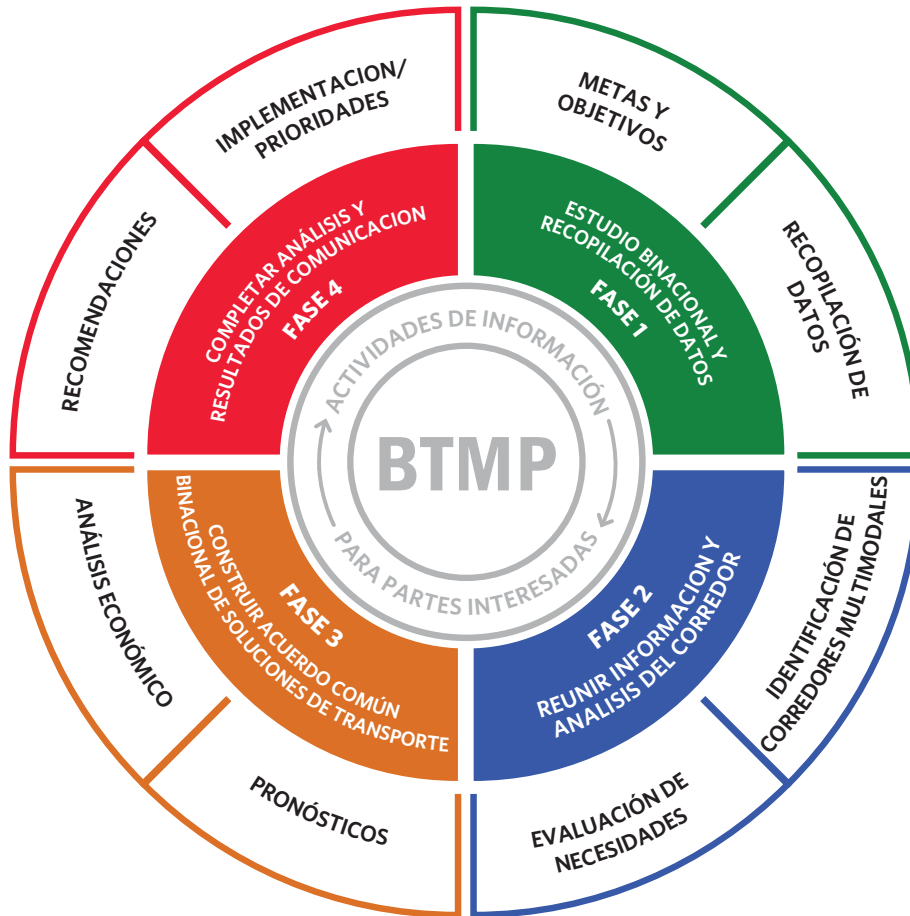 METAS Y
OBJETIVOS
RECOPILACIÓN DE
DATOS
ESTUDIO BINACIONAL Y
RECOPILACIÓN DE DATOS
FASE 1
IDENTIFICACIÓN DE
CORREDORES MULTIMODALES
EVALUACIÓN DE
NECESIDADES
FASE 2
REUNIR INFORMACION Y
ANALISIS DEL CORREDOR
PRONÓSTICOS
ANÁLISIS ECONÓMICO
FASE 3
CONSTRUIR ACUERDO COMÚN
BINACIONAL DE SOLUCIONES DE TRANSPORTE
RECOMENDACIONES
IMPLEMENTACION/
PRIORIDADES
COMPLETAR ANÁLISIS Y
RESULTADOS DE COMUNICACION
FASE 4
ACTIVIDADES DE INFORMACIÓN
PARA PARTES INTERESADAS
BTMP